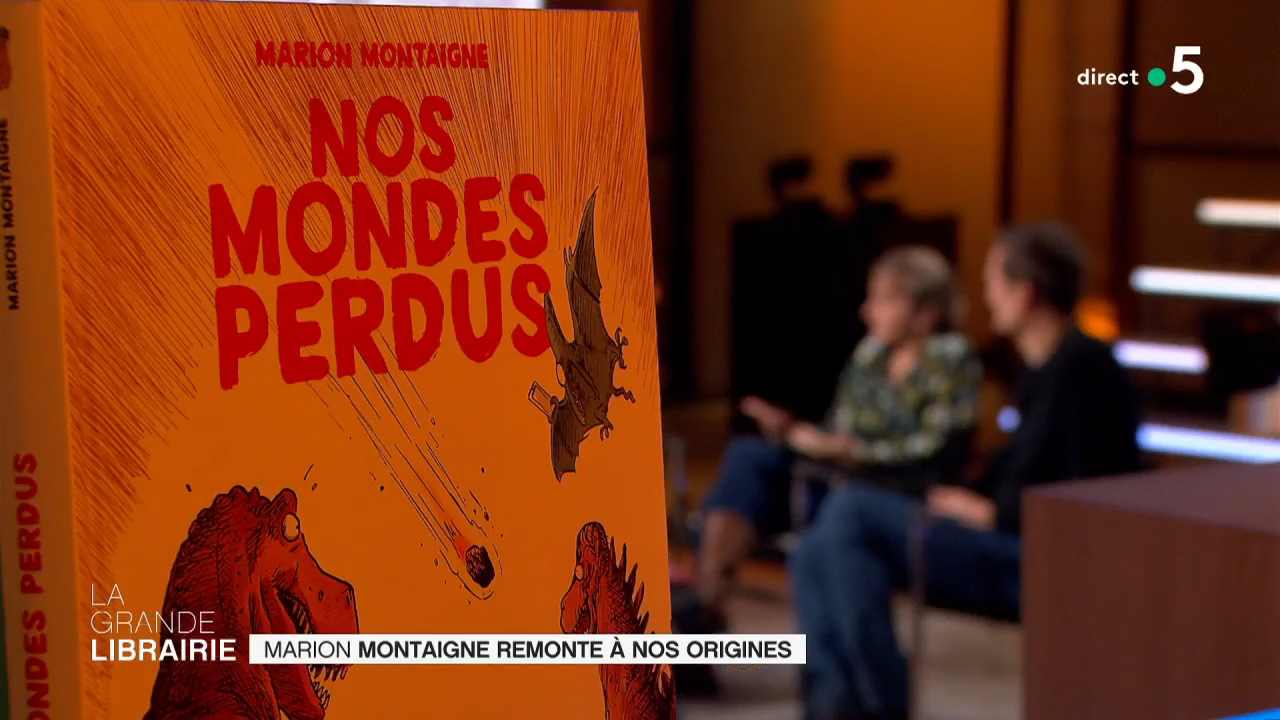 MARION MONTAIGNE
NOS
MONDES
PERDUS
MARION MONTAIGNE
MONDES PERDUS
direct 5
LA
GRANDE
LIBRAIRIE
MARION MONTAIGNE REMONTE À NOS ORIGINES